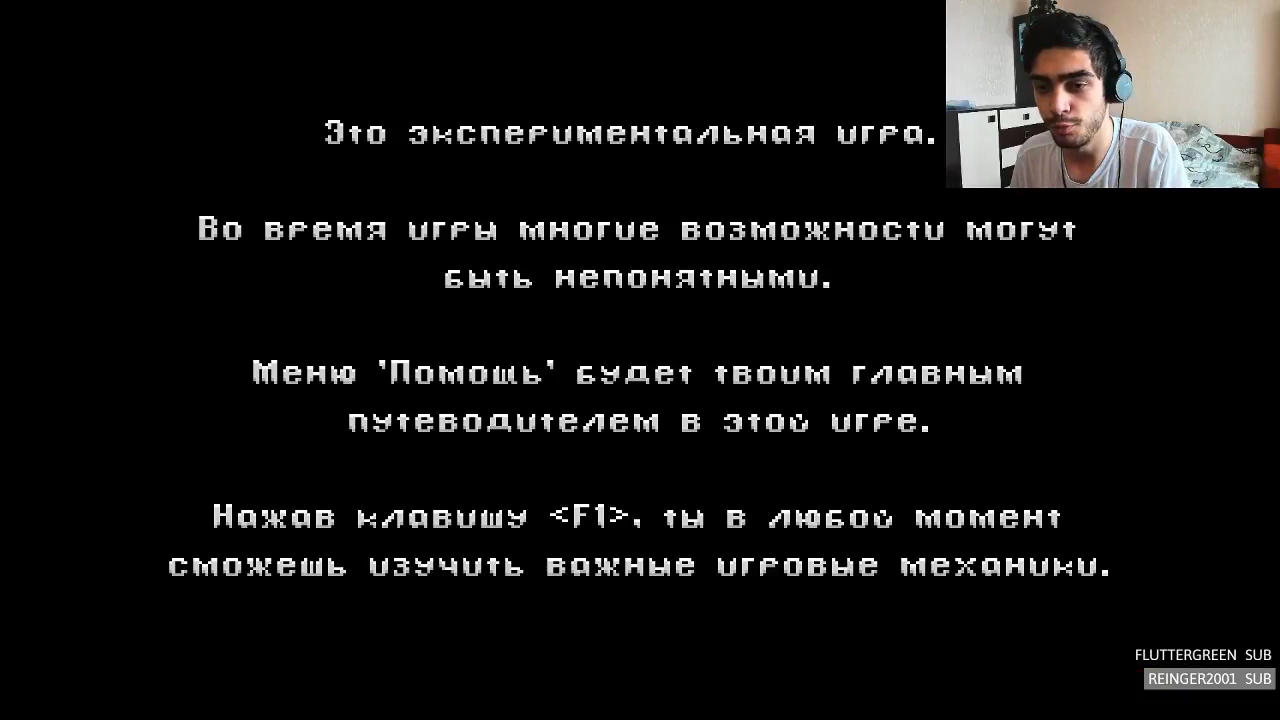 Это экспериментальная игра.
Во время игры многие возможности могут
быть непонятными.
Меню 'Помощь' будет твоим главным
путеводителем в этой игре.
Нажав клавишу <F1>, ты в любой момент
сможешь изучить важные игровые механики.
FLUTTERGREEN SUB
REINGER2001 SUB